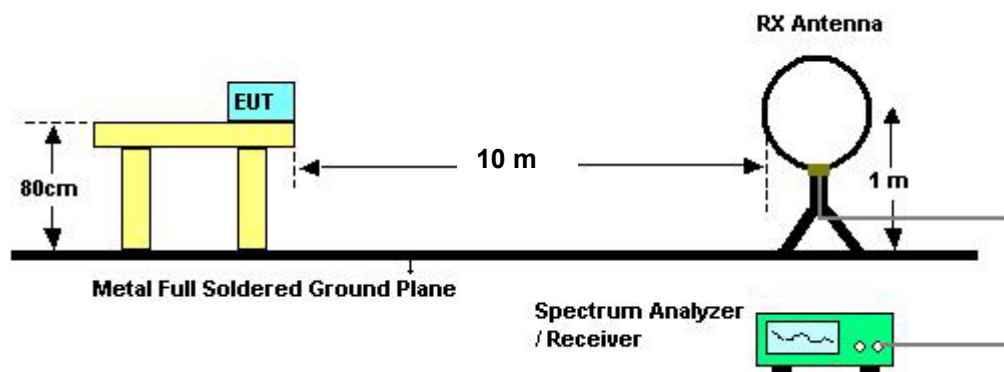 RX Antenna
EUT
10 m
80cm
1 m
Metal Full Soldered Ground Plane
Spectrum Analyzer
/ Receiver